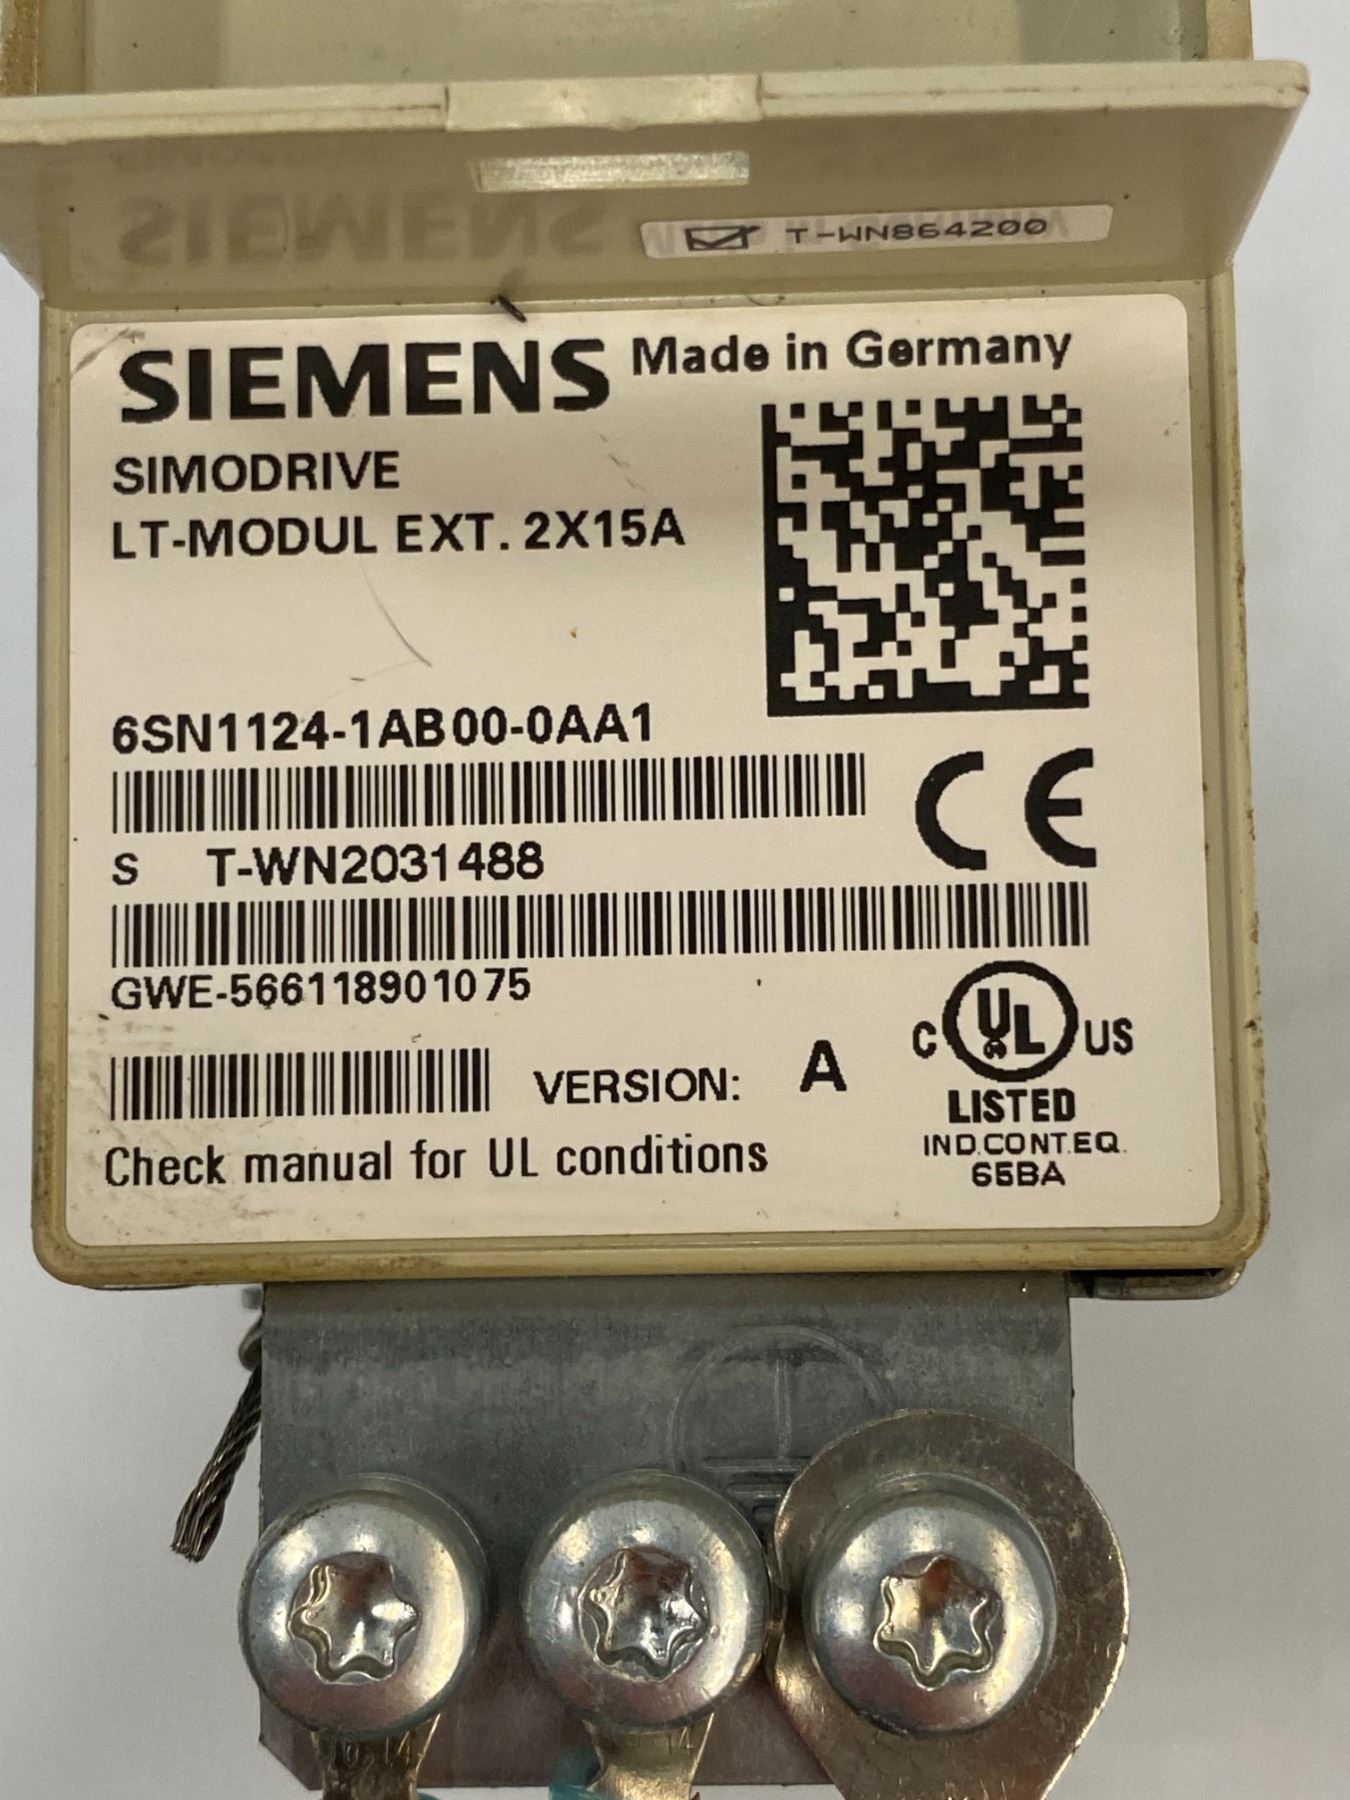 T-WN864200
SIEMENS Made in Germany
SIMODRIVE
LT-MODUL EXT. 2X15A
6SN1124-1AB00-0AA1
CE
S T-WN2031488
GWE-566118901075
C UL US
VERSION: A
LISTED
IND.CONT.EQ.
65BA
Check manual for UL conditions